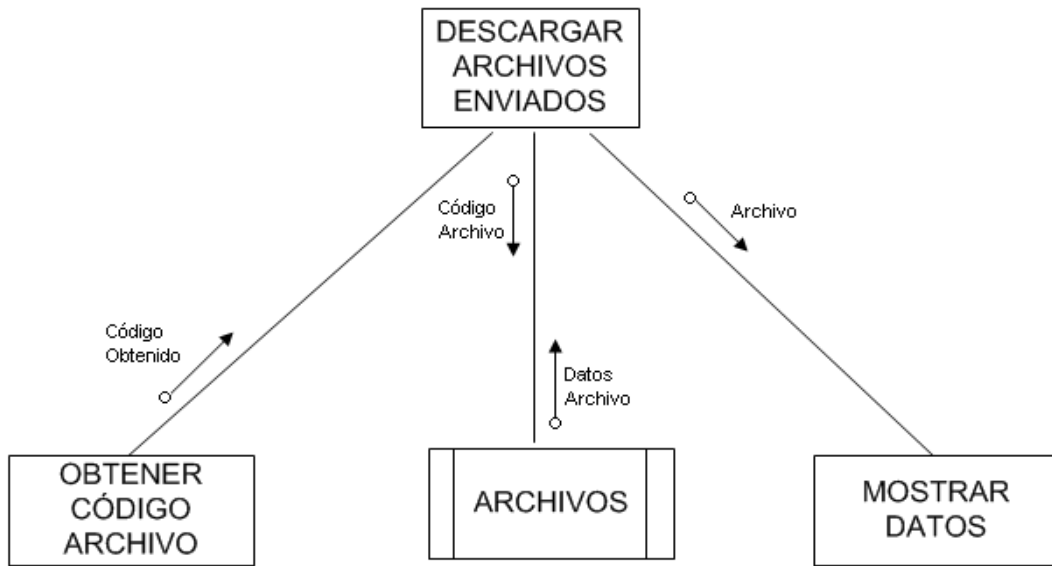 DESCARGAR
ARCHIVOS
ENVIADOS
Código
Archivo
Archivo
Código
Obtenido
Datos
Archivo
OBTENER
CÓDIGO
ARCHIVO
ARCHIVOS
MOSTRAR
DATOS